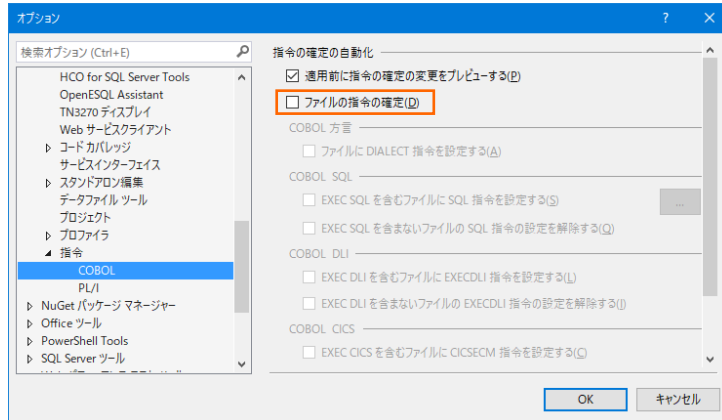 オプション
検索オプション (Ctrl+E)
HCO for SQL Server Tools
OpenESQL Assistant
TN3270 ディスプレイ
Web サービスクライアント
コード カバレッジ
サービスインターフェイス
スタンドアロン編集
データファイル ツール
プロジェクト
プロファイラ
指令
COBOL
PL/I
NuGet パッケージ マネージャー
Office ツール
PowerShell Tools
SQL Server ツール
指令の確定の自動化
適用前に指令の確定の変更をプレビューする(P)
ファイルの指令の確定(D)
COBOL 方言
ファイルに DIALECT 指令を設定する(A)
COBOL SQL
EXEC SQL を含むファイルに SQL 指令を設定する(S)
...
EXEC SQL を含まないファイルの SQL 指令の設定を解除する(Q)
COBOL DLI
EXEC DLI を含むファイルに EXECDLI 指令を設定する(L)
EXEC DLI を含まないファイルの EXECDLI 指令の設定を解除する(I)
COBOL CICS
EXEC CICS を含むファイルに CICSECM 指令を設定する(C)
OK
キャンセル